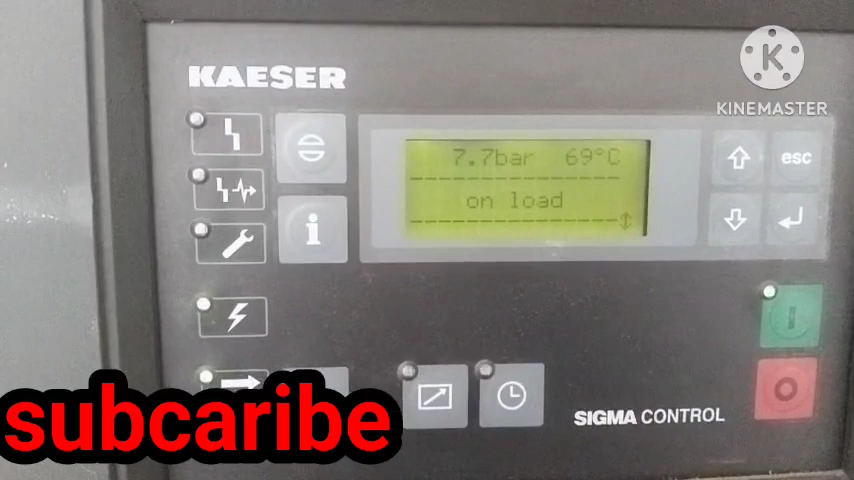 KAESER
KINEMASTER
7.7bar 69°C
on load
esc
i
SIGMA CONTROL
subcaribe